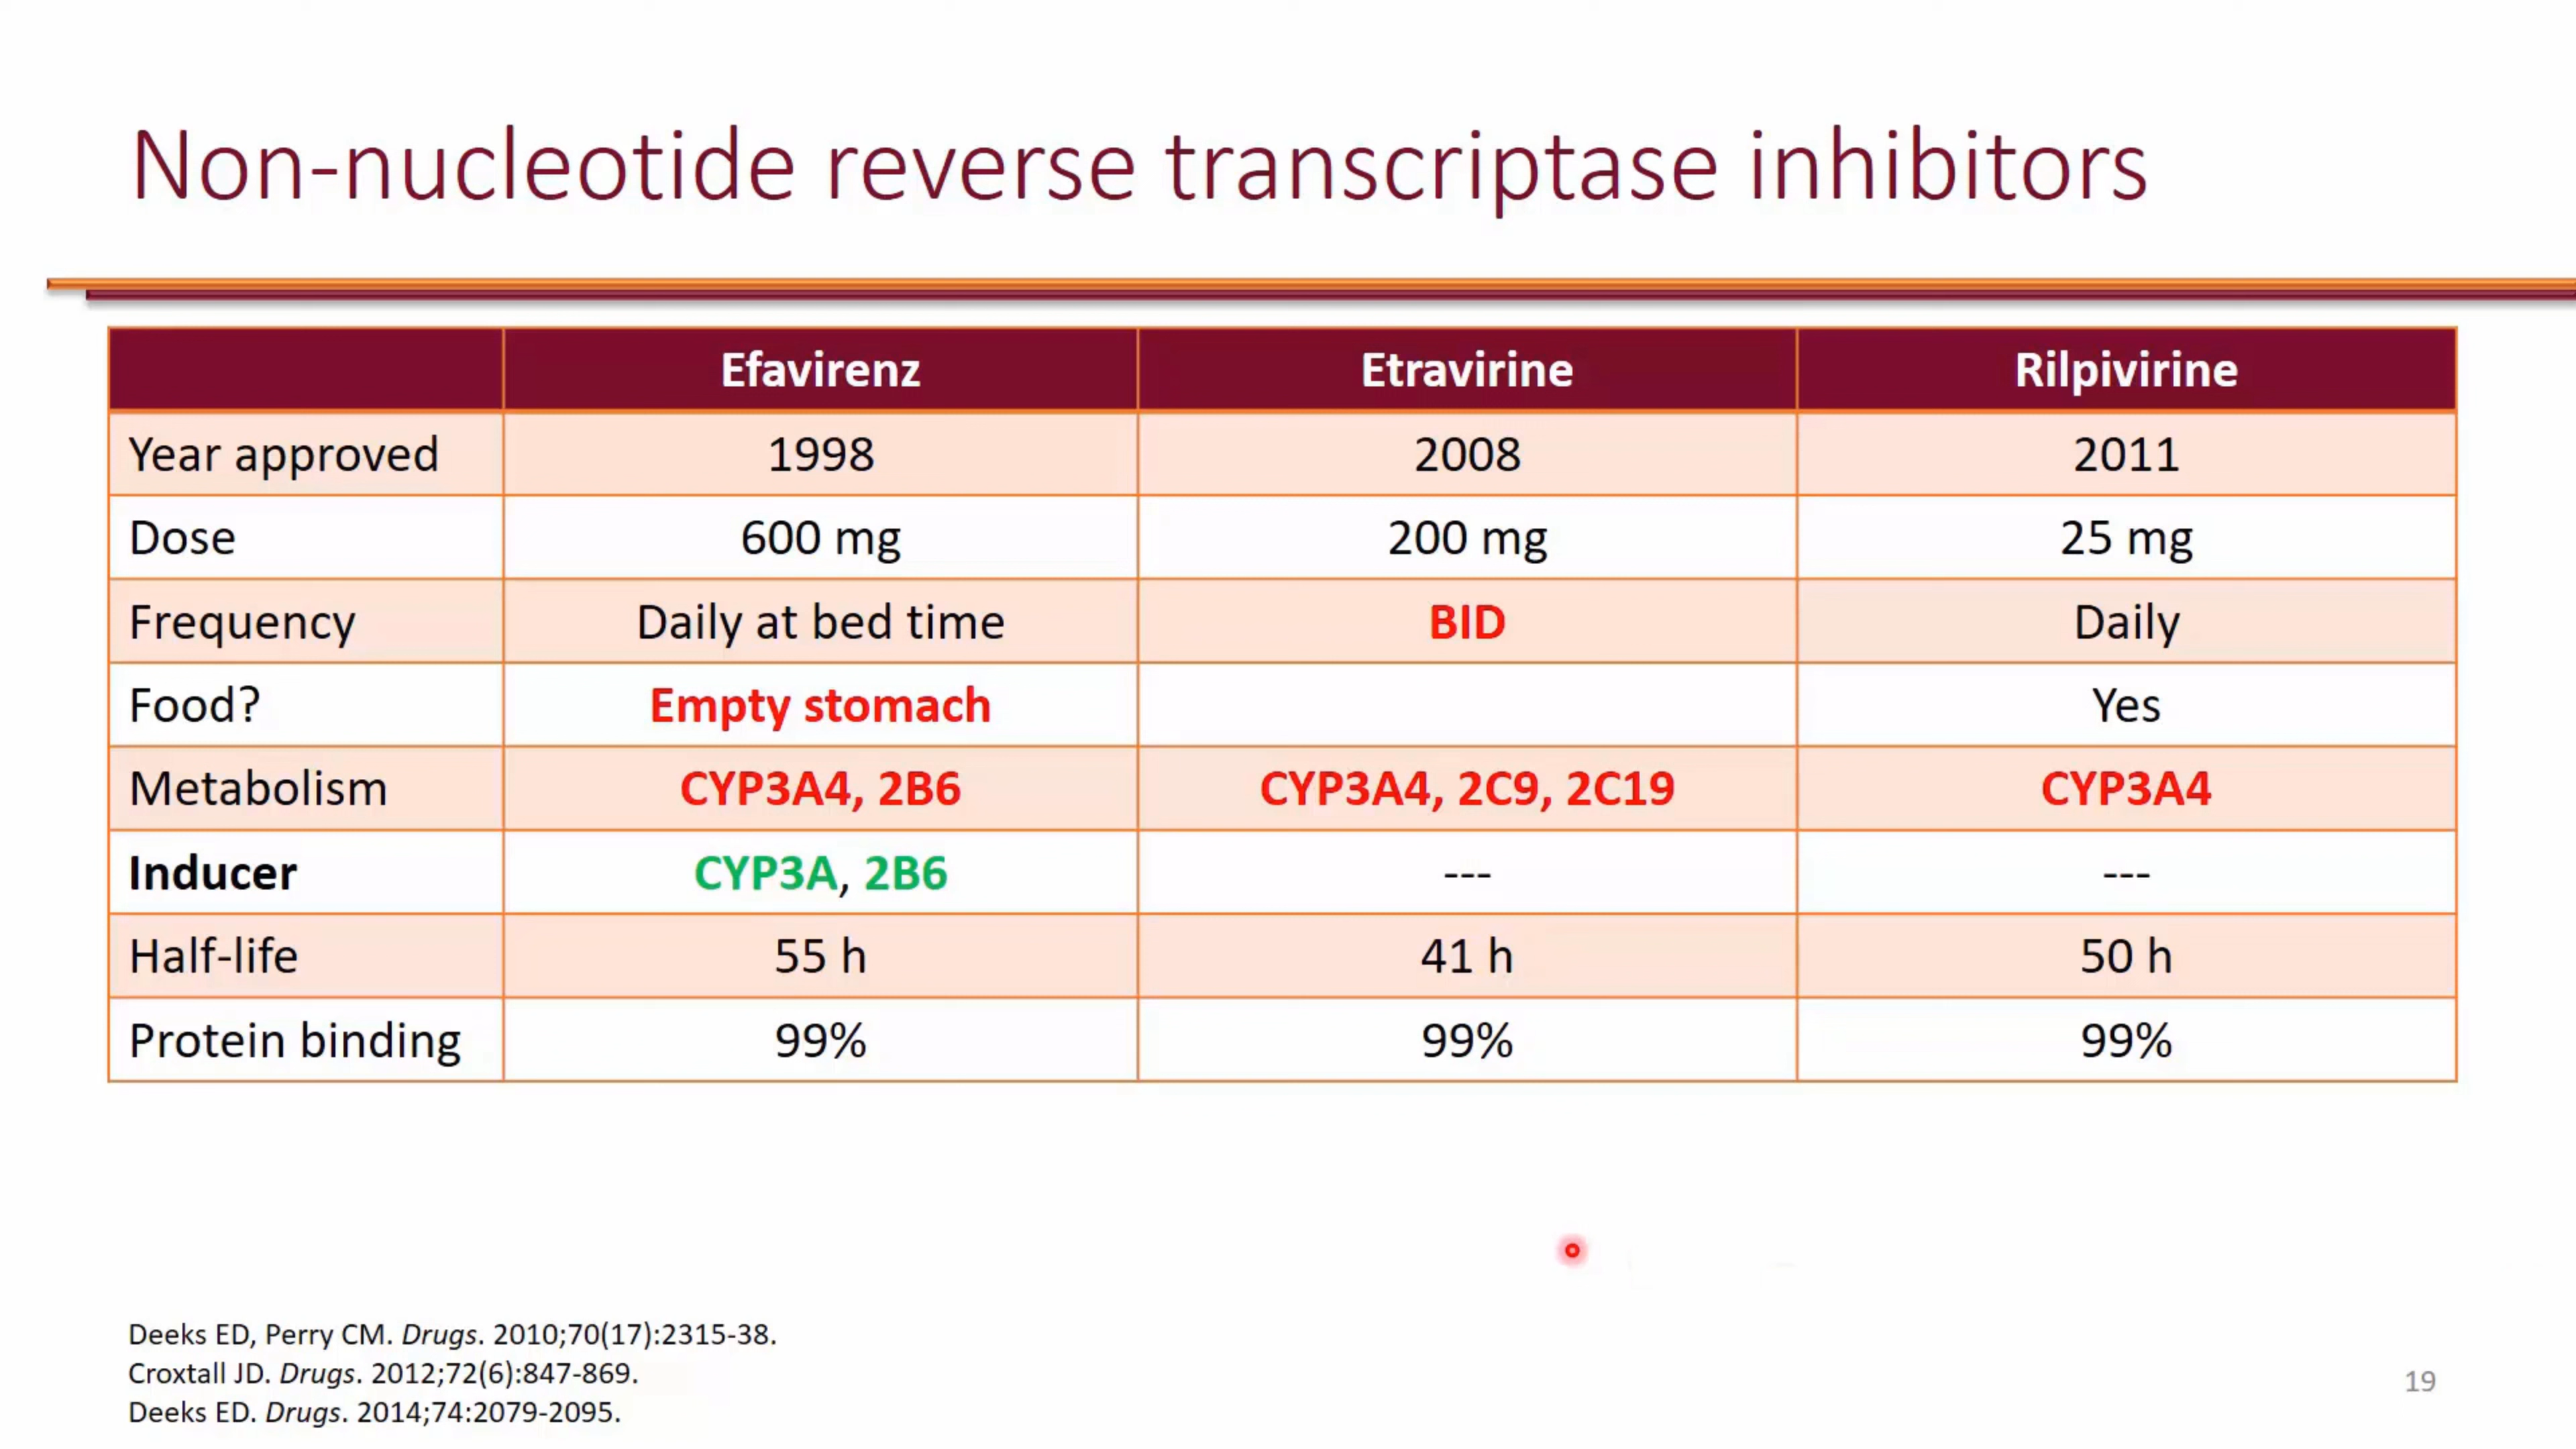 Non-nucleotide reverse transcriptase inhibitors
Efavirenz Etravirine Rilpivirine
Year approved 1998 2008 2011
Dose 600 mg 200 mg 25 mg
Frequency Daily at bed time BID Daily
Food? Empty stomach Yes
Metabolism CYP3A4, 2B6 CYP3A4, 2C9, 2C19 CYP3A4
Inducer CYP3A, 2B6 --- ---
Half-life 55 h 41 h 50 h
Protein binding 99% 99% 99%
Deeks ED, Perry CM. Drugs. 2010;70(17):2315-38.
Croxtall JD. Drugs. 2012;72(6):847-869.
Deeks ED. Drugs. 2014;74:2079-2095.
19